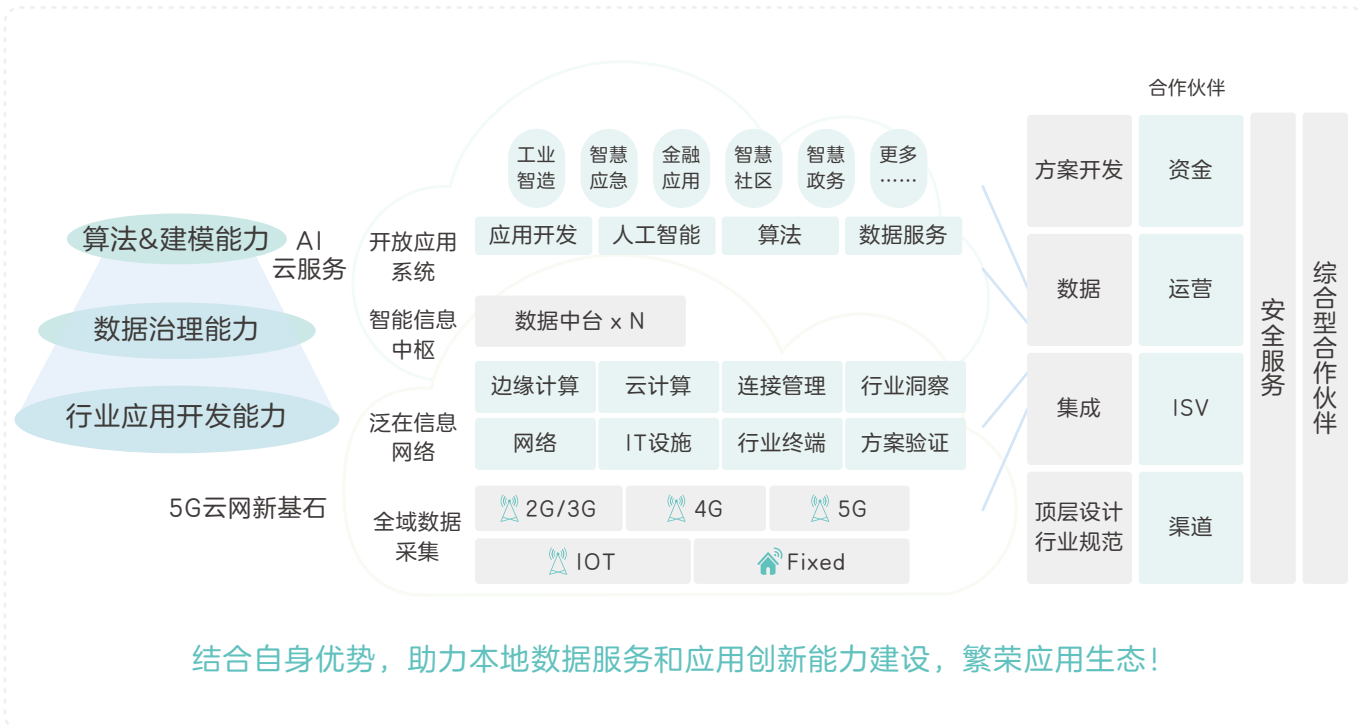 合作伙伴
工业
智造
智慧
应急
金融
应用
智慧
社区
智慧
政务
更多
……
算法&建模能力
数据治理能力
行业应用开发能力
AI
云服务
5G云网新基石
开放应用
系统
应用开发
人工智能
算法
数据服务
智能信息
中枢
数据中台 x N
泛在信息
网络
边缘计算
云计算
连接管理
行业洞察
网络
IT设施
行业终端
方案验证
全域数据
采集
2G/3G
4G
5G
IOT
Fixed
方案开发
资金
数据
运营
集成
ISV
顶层设计
行业规范
渠道
安全服务
综合型合作伙伴
结合自身优势，助力本地数据服务和应用创新能力建设，繁荣应用生态！